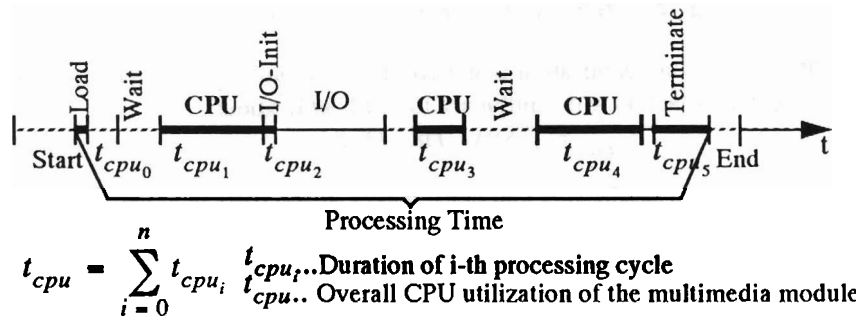 Load
Wait
CPU
I/O-Init
I/O
CPU
Wait
CPU
Terminate
Start
t_cpu_0
t_cpu_1
t_cpu_2
t_cpu_3
t_cpu_4
t_cpu_5
End
t
Processing Time
t_cpu = n ∑ i = 0 t_cpu_i
t_cpu_i...Duration of i-th processing cycle
t_cpu.. Overall CPU utilization of the multimedia module